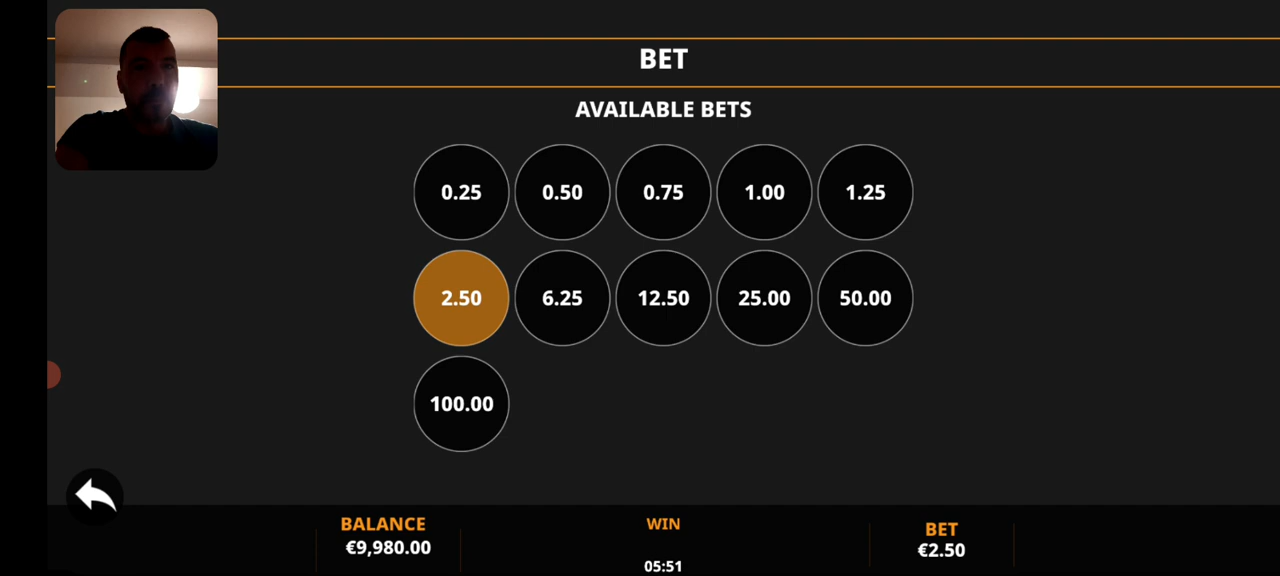 BET
AVAILABLE BETS
0.25 0.50 0.75 1.00 1.25
2.50 6.25 12.50 25.00 50.00
100.00
BALANCE WIN BET
€9,980.00 €2.50
05:51